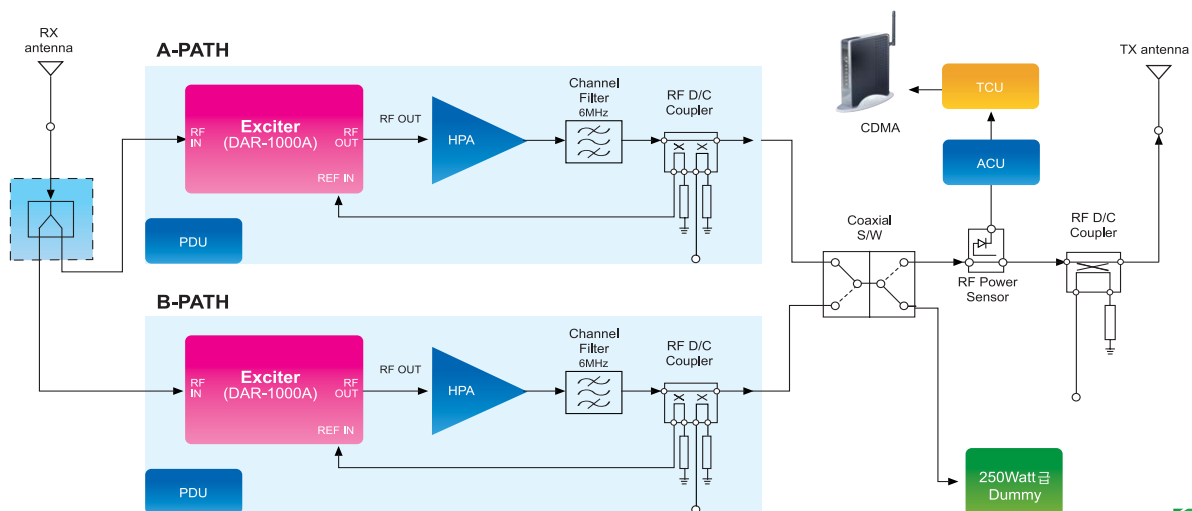 RX
antenna
A-PATH
RF
IN
Exciter
(DAR-1000A)
RF
OUT
REF IN
RF OUT
HPA
Channel
Filter
6MHz
RF D/C
Coupler
PDU
B-PATH
RF
IN
Exciter
(DAR-1000A)
RF
OUT
REF IN
RF OUT
HPA
Channel
Filter
6MHz
RF D/C
Coupler
PDU
CDMA
TCU
ACU
Coaxial
S/W
RF Power
Sensor
RF D/C
Coupler
TX antenna
250Watt급
Dummy